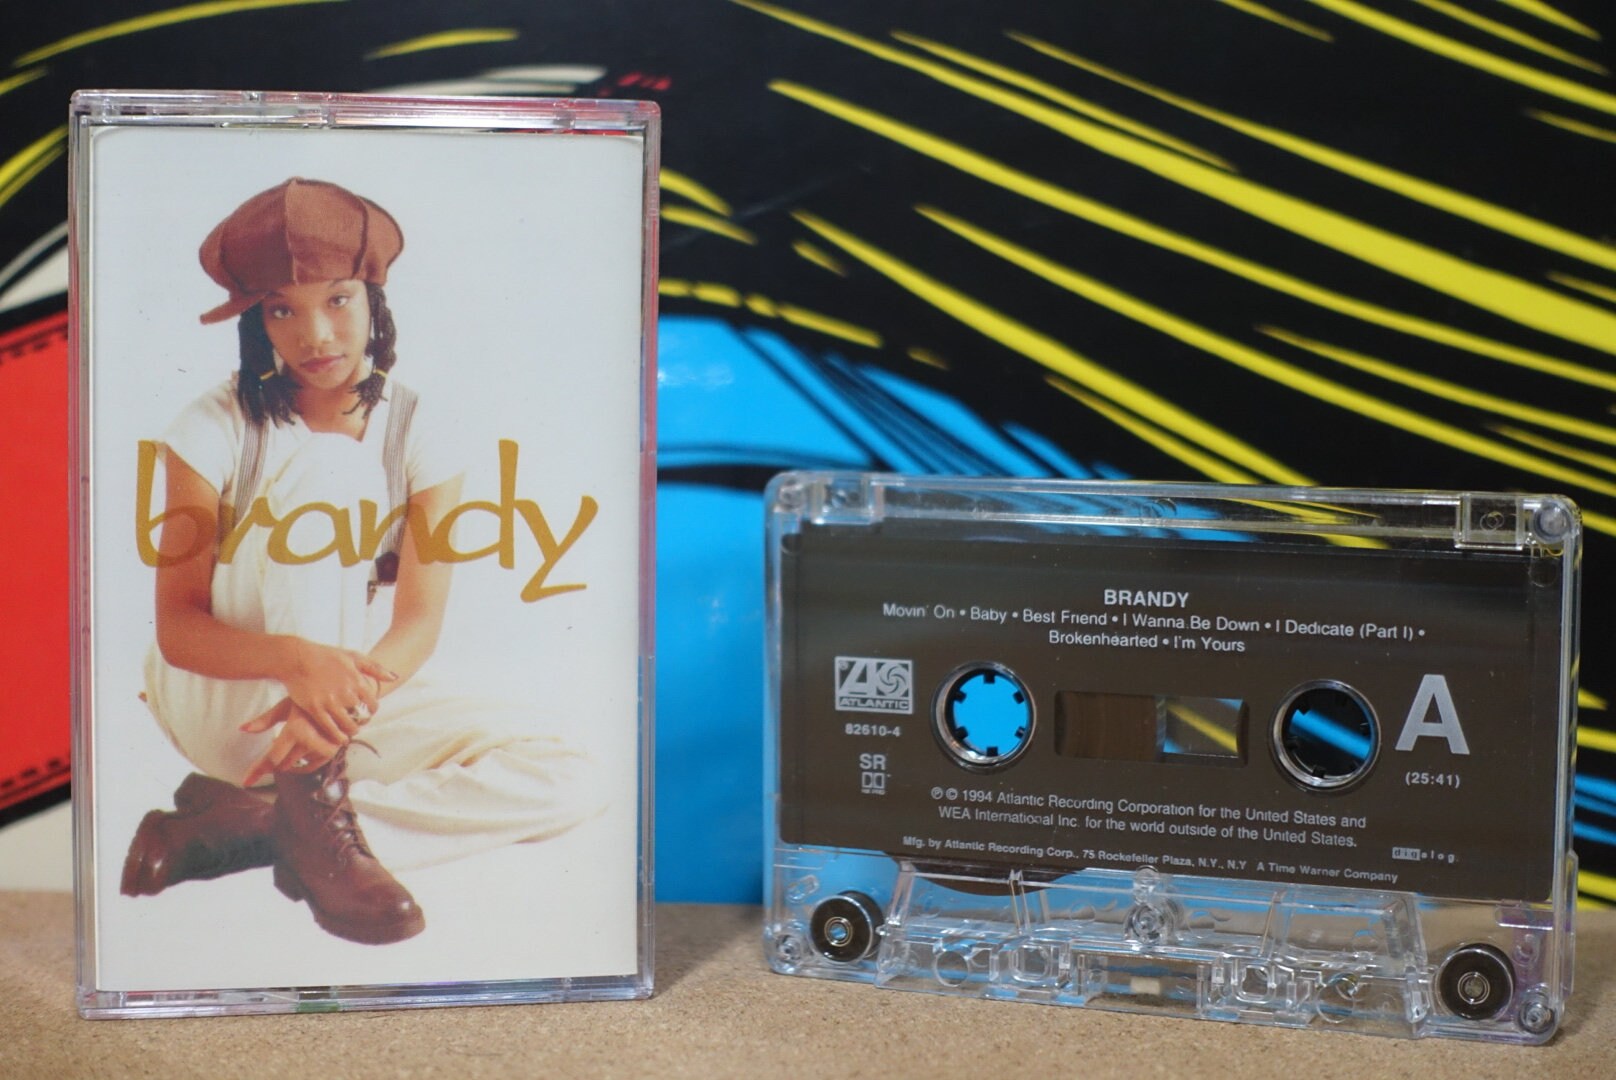 brandy
BRANDY
Movin' On • Baby • Best Friend • I Wanna Be Down • I Dedicate (Part I) •
Brokenhearted • I'm Yours
ATLANTIC
82610-4
SR
A
(25:41)
℗ © 1994 Atlantic Recording Corporation for the United States and
WEA International Inc. for the world outside of the United States.
Mfg. by Atlantic Recording Corp., 75 Rockefeller Plaza, N.Y., N.Y A Time Warner Company
digalog